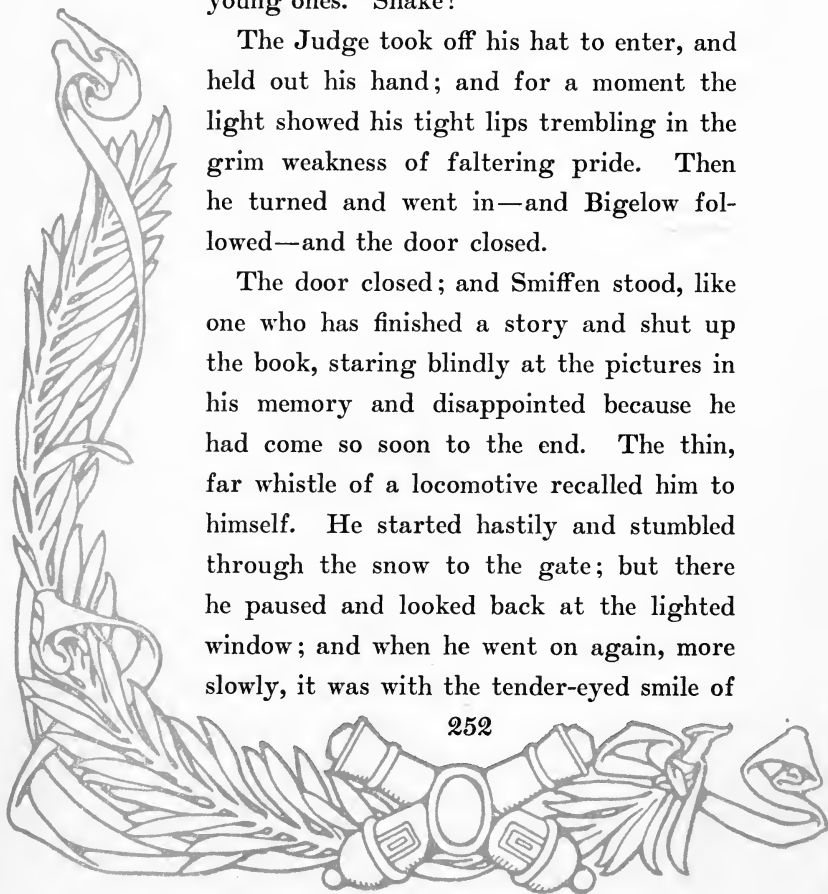 young ones. Shake!
The Judge took off his hat to enter, and
held out his hand; and for a moment the
light showed his tight lips trembling in the
grim weakness of faltering pride. Then
he turned and went in—and Bigelow fol-
lowed—and the door closed.
The door closed; and Smiffen stood, like
one who has finished a story and shut up
the book, staring blindly at the pictures in
his memory and disappointed because he
had come so soon to the end. The thin,
far whistle of a locomotive recalled him to
himself. He started hastily and stumbled
through the snow to the gate; but there
he paused and looked back at the lighted
window; and when he went on again, more
slowly, it was with the tender-eyed smile of
252